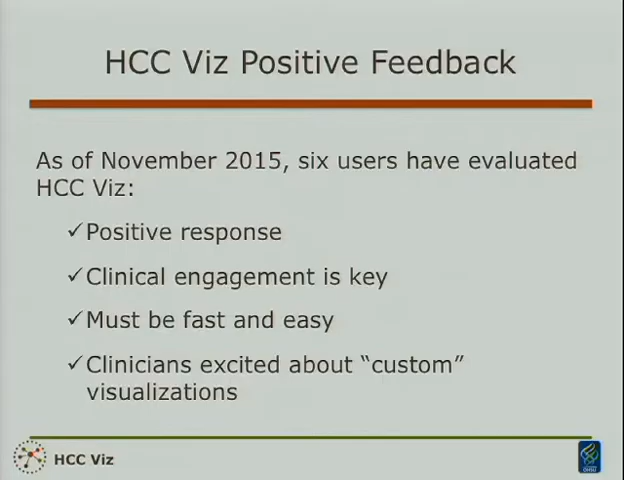 HCC Viz Positive Feedback
As of November 2015, six users have evaluated
HCC Viz:
✓Positive response
✓Clinical engagement is key
✓Must be fast and easy
✓Clinicians excited about “custom”
visualizations
HCC Viz
OHSU